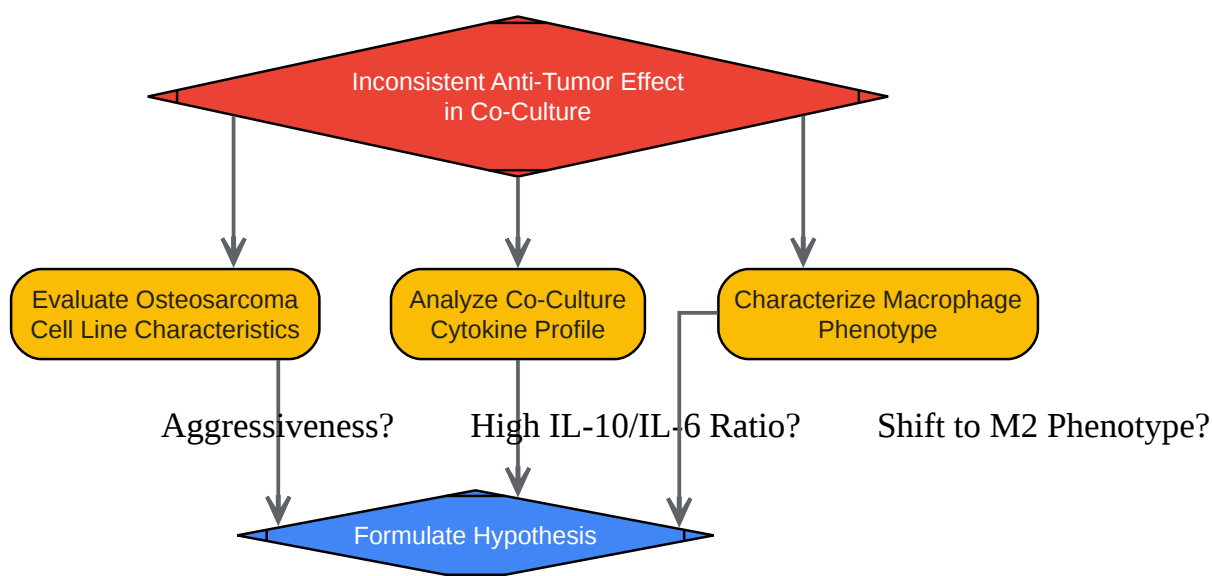 Inconsistent Anti-Tumor Effect
in Co-Culture
Evaluate Osteosarcoma
Cell Line Characteristics
Analyze Co-Culture
Cytokine Profile
Characterize Macrophage
Phenotype
Aggressiveness?
High IL-10/IL-6 Ratio?
Shift to M2 Phenotype?
Formulate Hypothesis